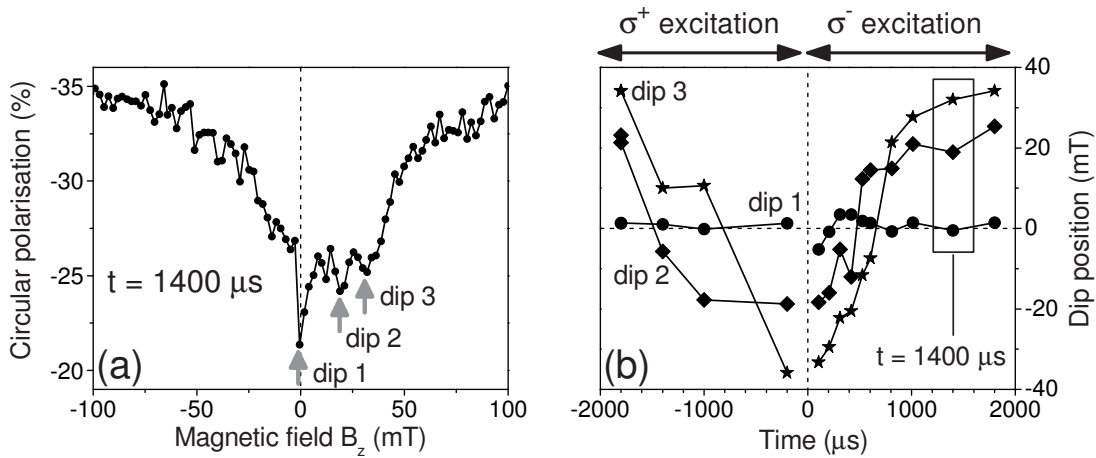 σ⁺ excitation
σ⁻ excitation
Circular polarisation (%)
-35
-30
-25
-20
t = 1400 μs
dip 1
dip 2
dip 3
(a)
-100
-50
0
50
100
Magnetic field B_z (mT)
dip 3
dip 1
dip 2
t = 1400 μs
(b)
40
20
0
-20
-40
Dip position (mT)
-2000
-1000
0
1000
2000
Time (μs)